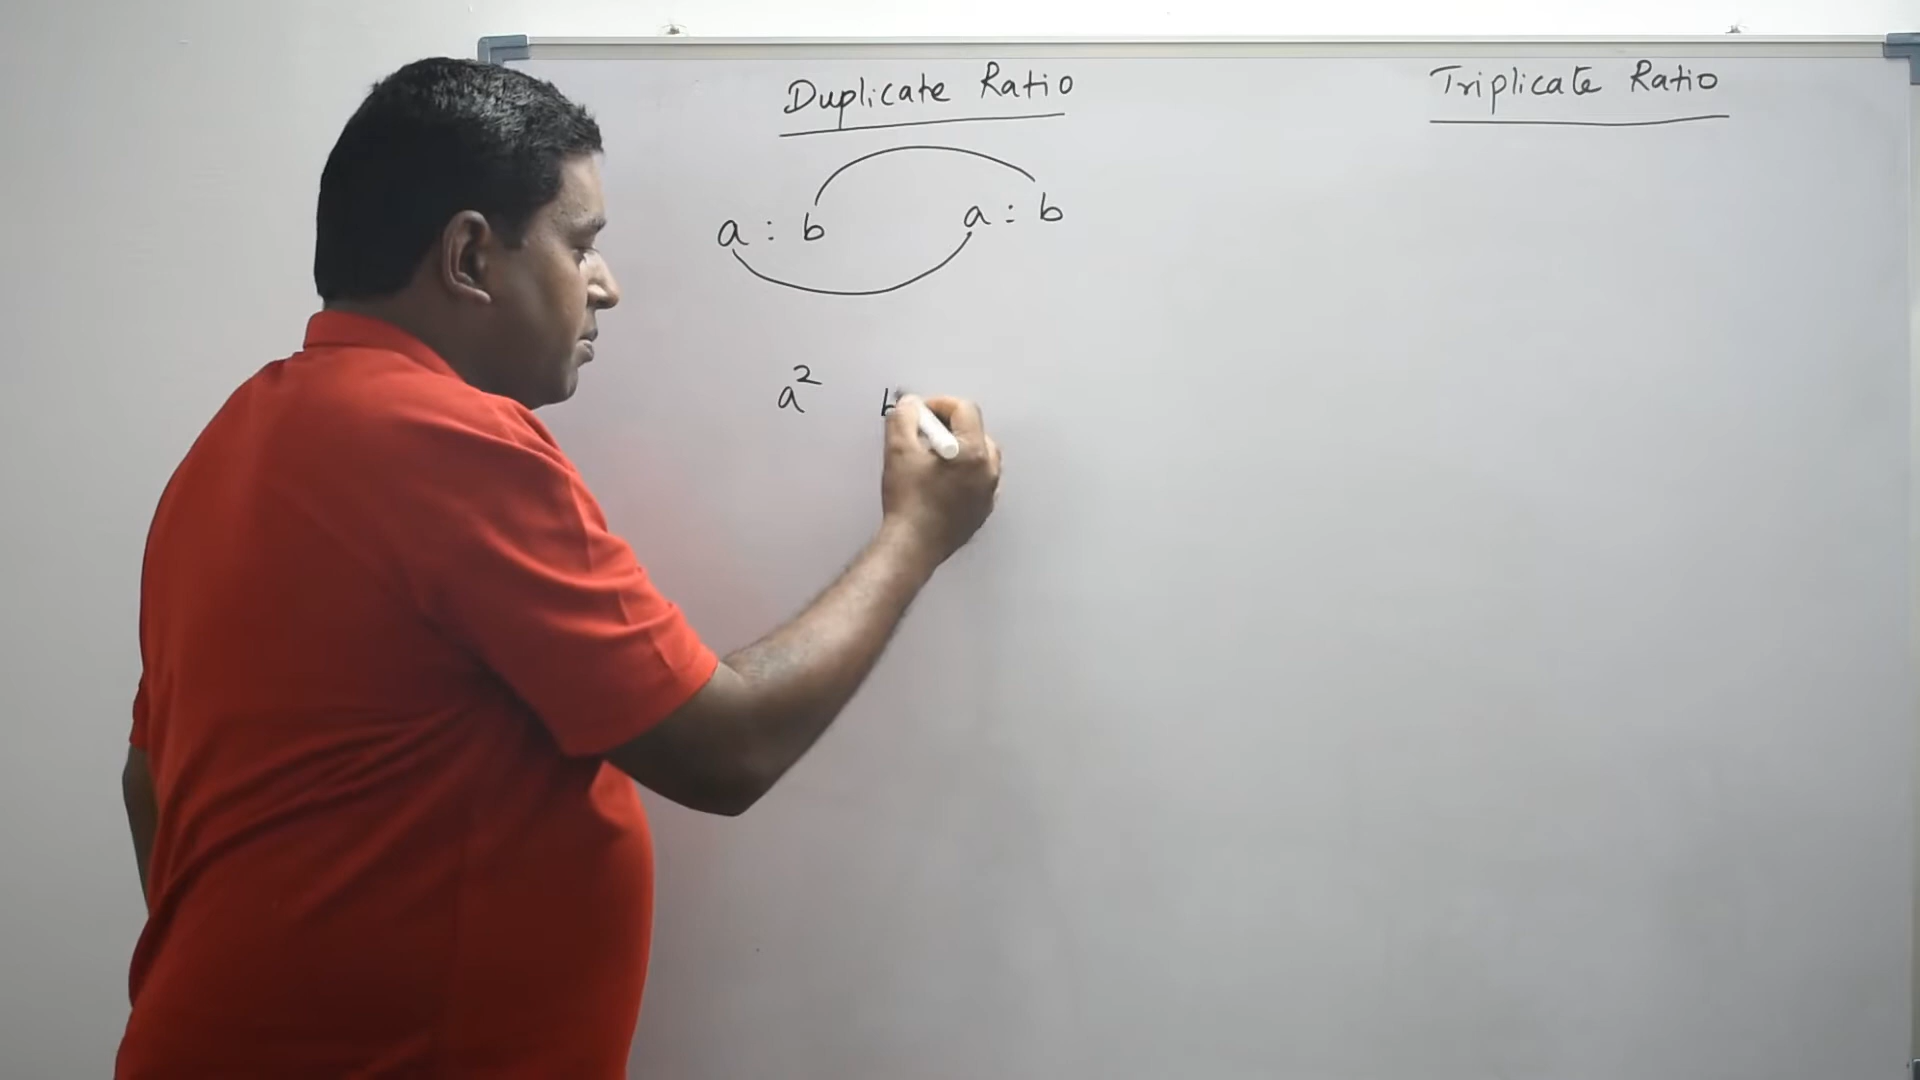 Duplicate Ratio
a : b a : b
a² b
Triplicate Ratio